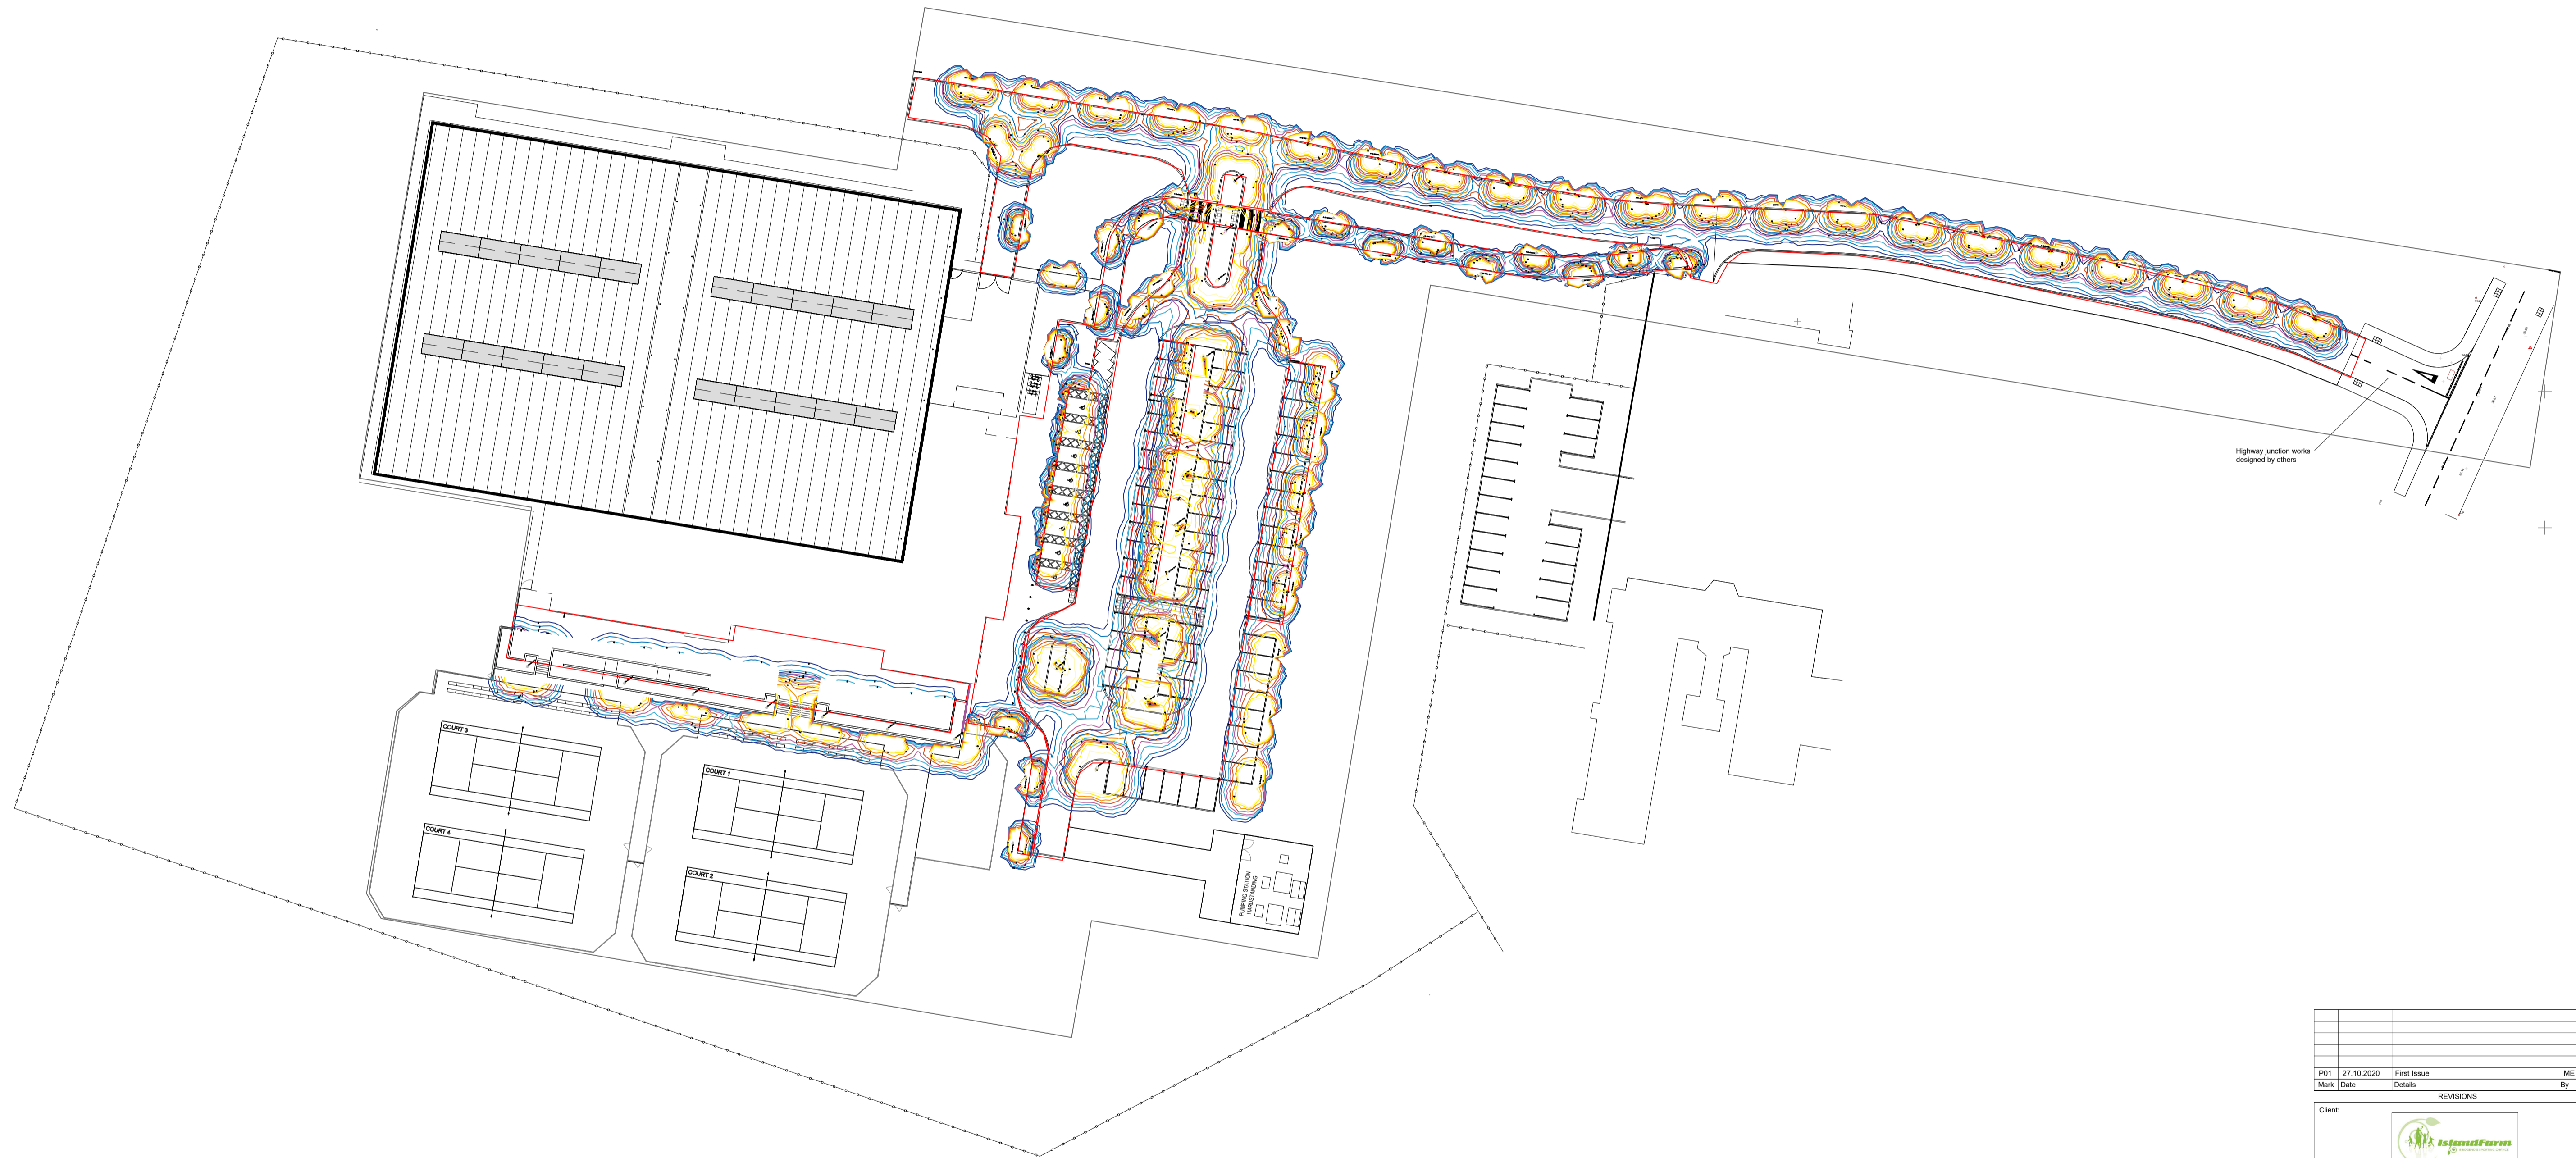 Highway junction works
designed by others
COURT 3
COURT 1
COURT 4
COURT 2
PUMPING STATION
HARDSTANDING
P01 27.10.2020 First Issue ME
Mark Date Details By
REVISIONS
Client:
IslandFarm